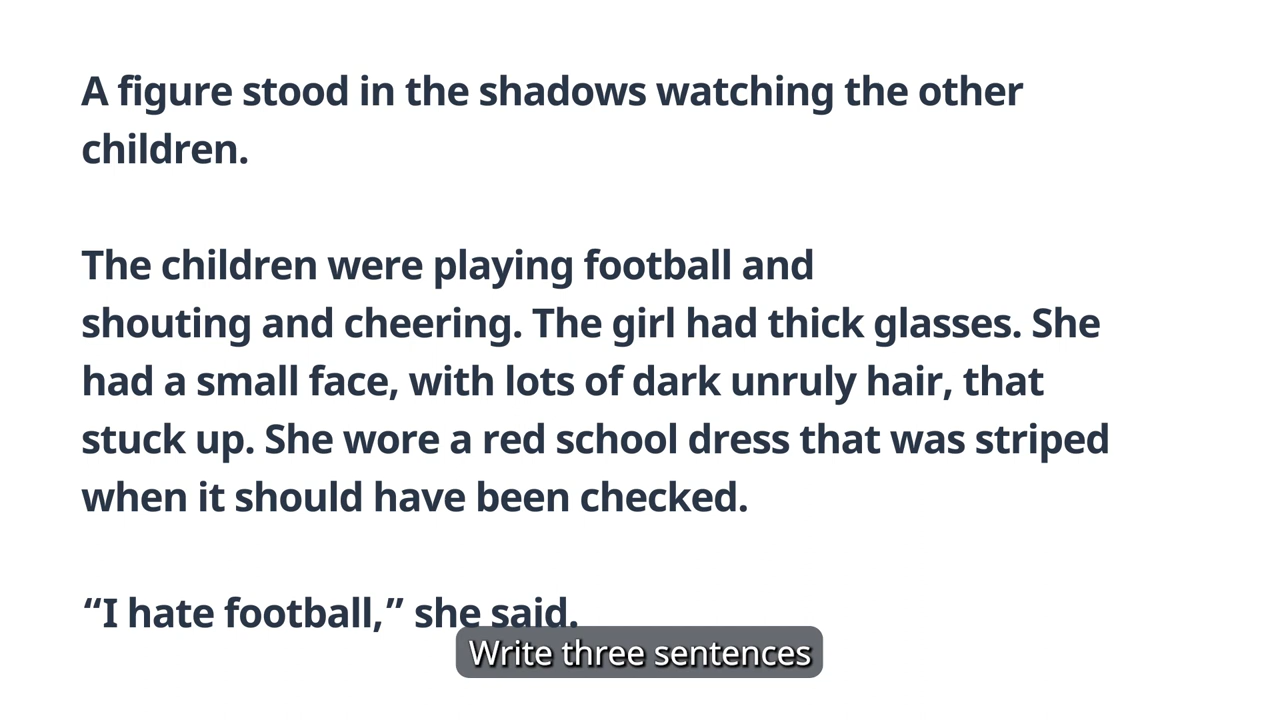 A figure stood in the shadows watching the other
children.
The children were playing football and
shouting and cheering. The girl had thick glasses. She
had a small face, with lots of dark unruly hair, that
stuck up. She wore a red school dress that was striped
when it should have been checked.
“I hate football,” she said.
Write three sentences